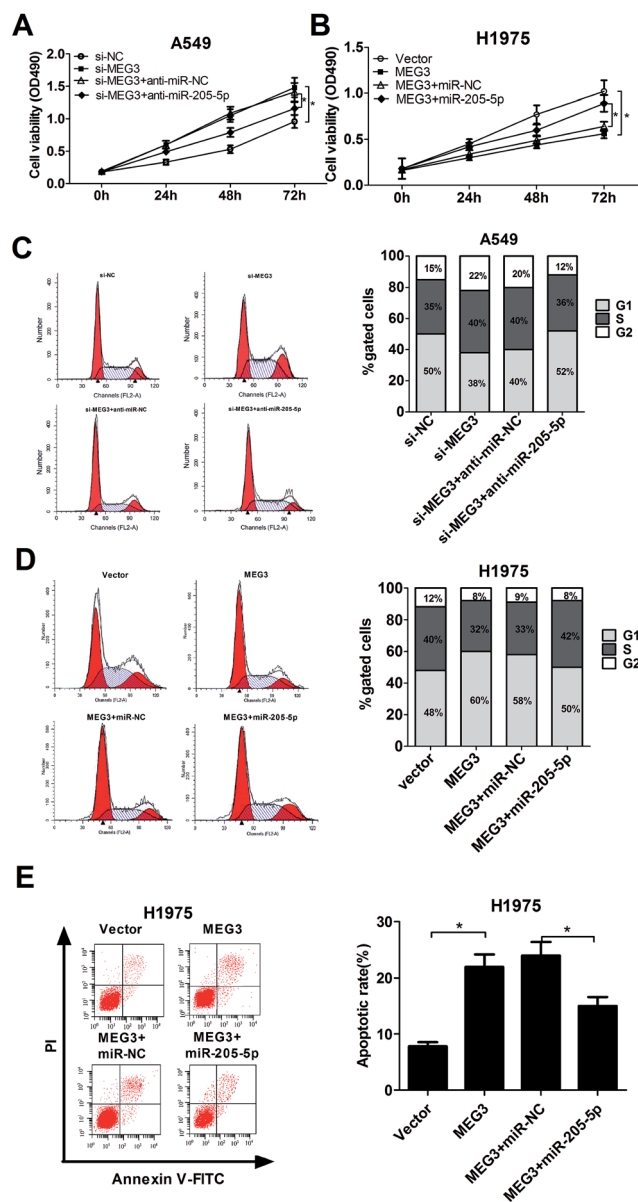 A
A549
si-NC
si-MEG3
si-MEG3+anti-miR-NC
si-MEG3+anti-miR-205-5p
Cell viability (OD490)
2.0
1.5
1.0
0.5
0.0
0h 24h 48h 72h
* *
B
H1975
Vector
MEG3
MEG3+miR-NC
MEG3+miR-205-5p
Cell viability (OD490)
1.5
1.0
0.5
0.0
0h 24h 48h 72h
* *
C
si-NC
si-MEG3
Number
Channels (FL2-A)
si-MEG3+anti-miR-NC
si-MEG3+anti-miR-205-5p
Number
Channels (FL2-A)
A549
%gated cells
100
80
60
40
20
0
15% 22% 20% 12%
35% 40% 40% 36%
50% 38% 40% 52%
G1
S
G2
si-NC
si-MEG3
si-MEG3+anti-miR-NC
si-MEG3+anti-miR-205-5p
D
Vector
MEG3
Number
Channels (FL2-A)
MEG3+miR-NC
MEG3+miR-205-5p
Number
Channels (FL2-A)
H1975
%gated cells
100
80
60
40
20
0
12% 8% 9% 8%
40% 32% 33% 42%
48% 60% 58% 50%
G1
S
G2
vector
MEG3
MEG3+miR-NC
MEG3+miR-205-5p
E
H1975
Vector
MEG3
MEG3+
miR-NC
MEG3+
miR-205-5p
PI
Annexin V-FITC
H1975
Apoptotic rate(%)
30
20
10
0
* *
Vector
MEG3
MEG3+miR-NC
MEG3+miR-205-5p